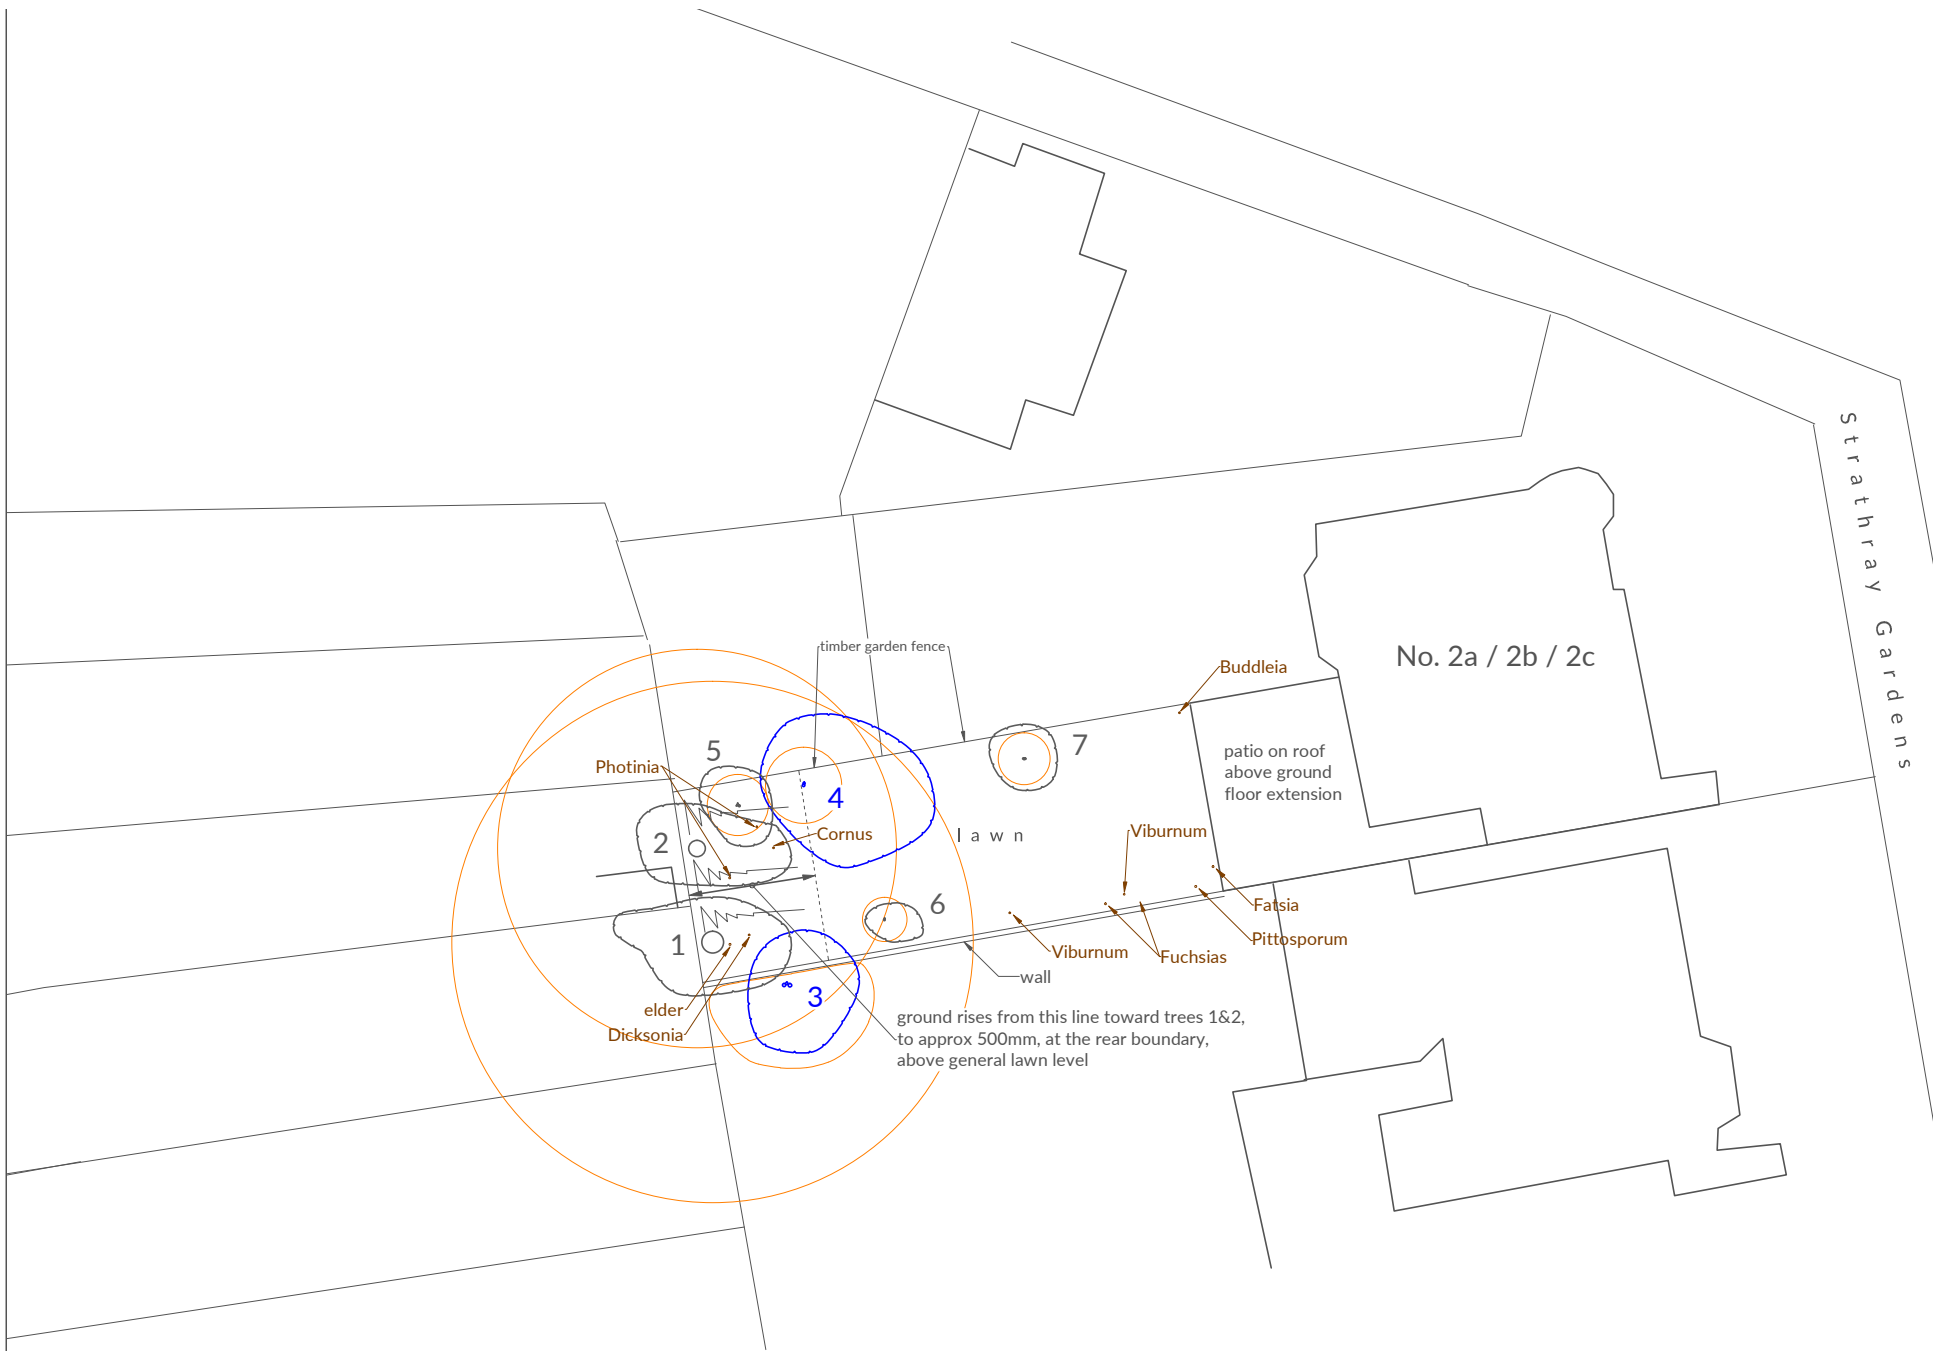 Strathray Gardens
timber garden fence
No. 2a / 2b / 2c
Buddleia
5
7
Photinia
patio on roof
above ground
floor extension
4
2
Cornus
lawn
Viburnum
6
Fatsia
1
Pittosporum
Viburnum
Fuchsias
wall
3
elder
Dicksonia
ground rises from this line toward trees 1&2,
to approx 500mm, at the rear boundary,
above general lawn level